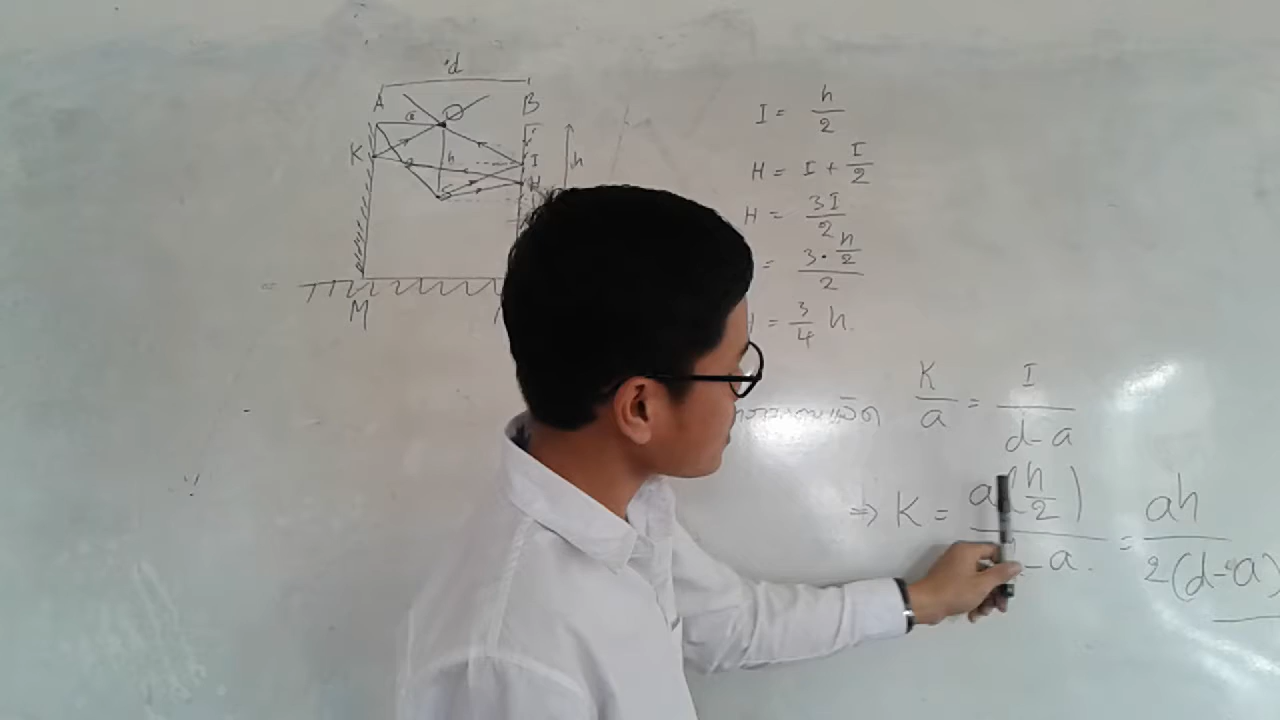 d
A a O B
K h I h
H
S
M
I = h/2
H = I + I/2
H = 3I/2
= 3·h/2 / 2
= 3/4 h.
K/a = I/d-a
⇒ K = a(h/2) / -a. = ah / 2(d-a)